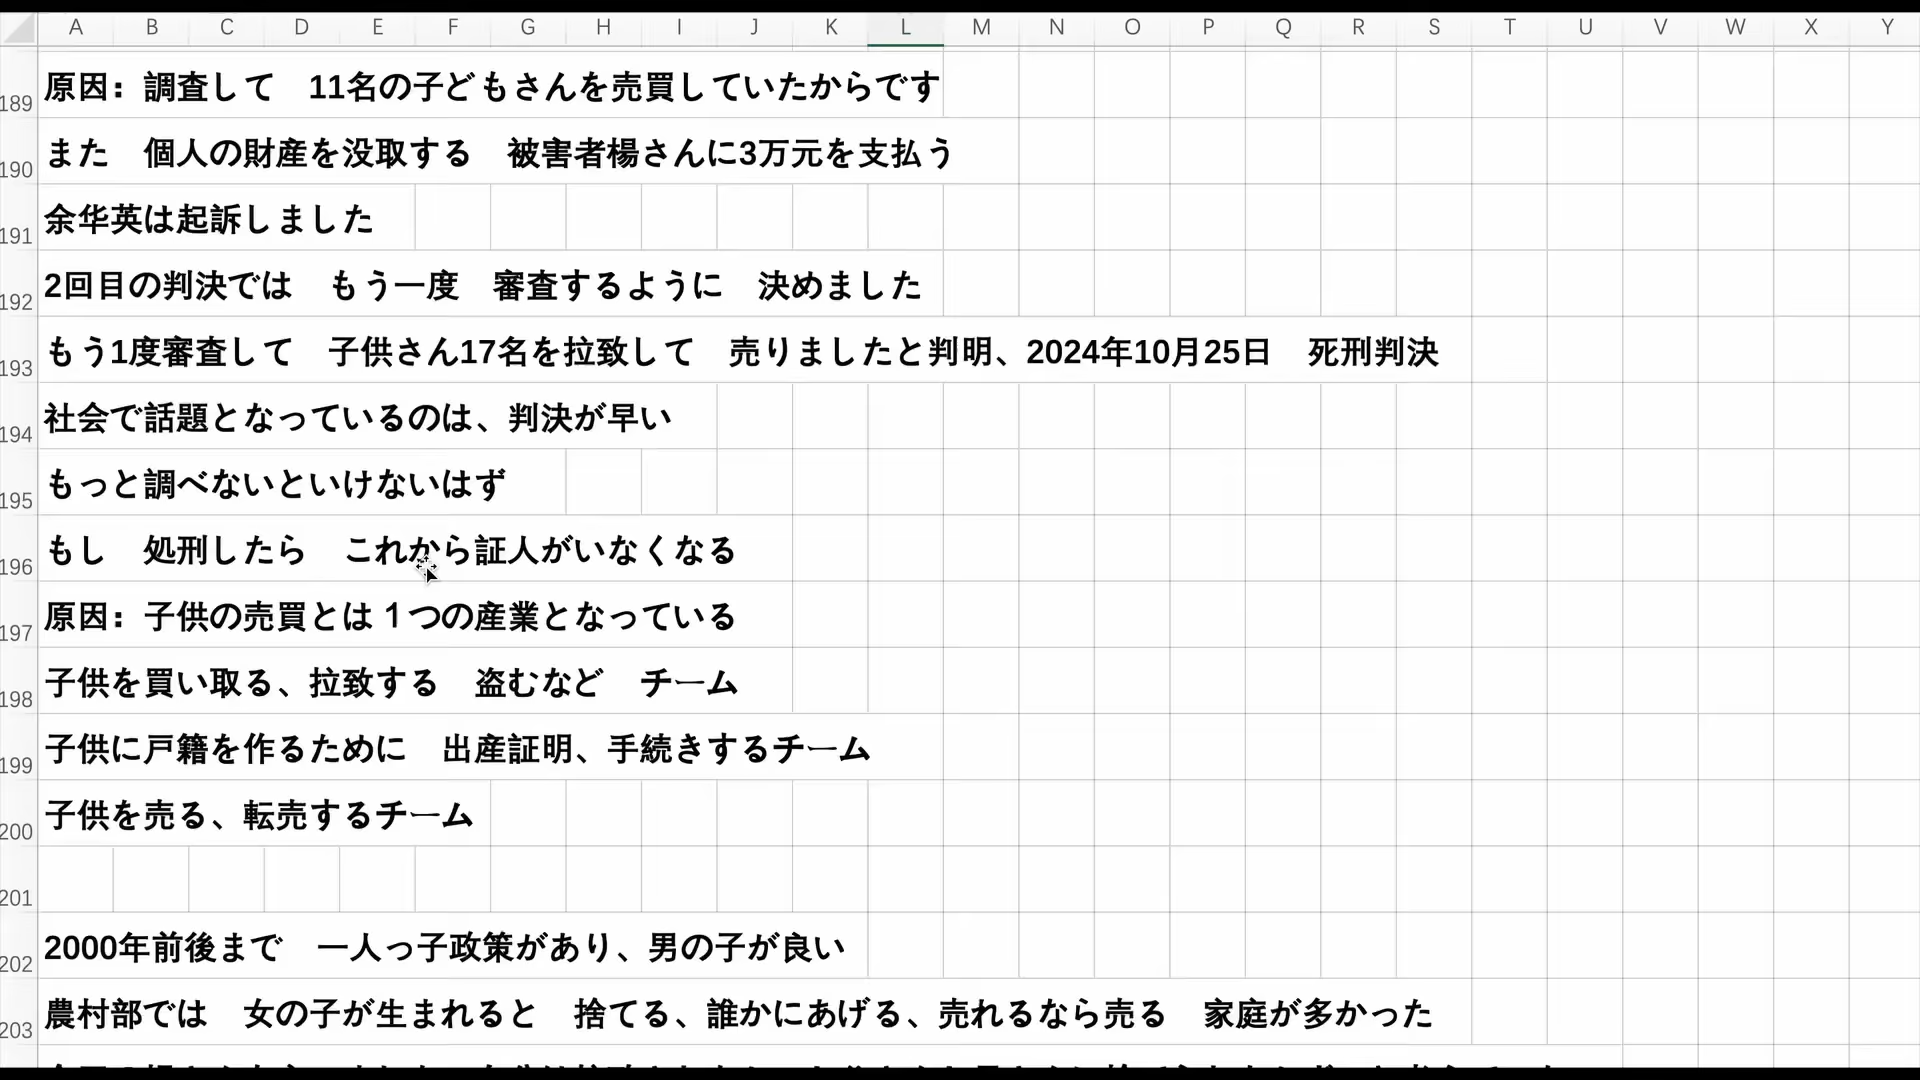 A B C D E F G H I J K L M N O P Q R S T U V W X Y
189 原因：調査して　11名の子どもさんを売買していたからです
190 また　個人の財産を没取する　被害者楊さんに3万元を支払う
191 余华英は起訴しました
192 2回目の判決では　もう一度　審査するように　決めました
193 もう1度審査して　子供さん17名を拉致して　売りましたと判明、2024年10月25日　死刑判決
194 社会で話題となっているのは、判決が早い
195 もっと調べないといけないはず
196 もし　処刑したら　これから証人がいなくなる
197 原因：子供の売買とは１つの産業となっている
198 子供を買い取る、拉致する　盗むなど　チーム
199 子供に戸籍を作るために　出産証明、手続きするチーム
200 子供を売る、転売するチーム
201
202 2000年前後まで　一人っ子政策があり、男の子が良い
203 農村部では　女の子が生まれると　捨てる、誰かにあげる、売れるなら売る　家庭が多かった